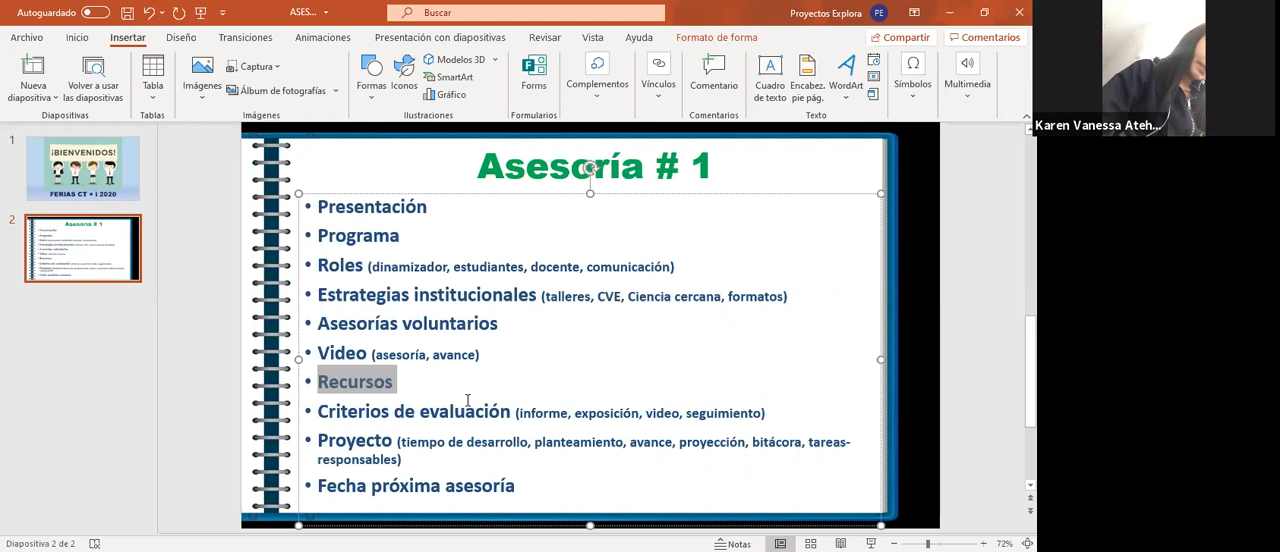 Autoguardado
ASES...
Buscar
Proyectos Explora
PE
Archivo Inicio Insertar Diseño Transiciones Animaciones Presentación con diapositivas Revisar Vista Ayuda Formato de forma
Compartir
Comentarios
Nueva diapositiva
Volver a usar las diapositivas
Tabla
Imágenes
Captura
Álbum de fotografías
Formas
Iconos
Modelos 3D
SmartArt
Gráfico
Forms
Complementos
Vínculos
Comentario
Cuadro de texto
Encabez. pie pág.
WordArt
Símbolos
Multimedia
Diapositivas Tablas Imágenes Ilustraciones Formularios Comentarios Texto
Karen Vanessa Ateh...
1
¡BIENVENIDOS!
FERIAS CT + i 2020
2
Asesoría # 1
• Presentación
• Programa
• Roles (dinamizador, estudiantes, docente, comunicación)
• Estrategias institucionales (talleres, CVE, Ciencia cercana, formatos)
• Asesorías voluntarios
• Video (asesoría, avance)
• Recursos
• Criterios de evaluación (informe, exposición, video, seguimiento)
• Proyecto (tiempo de desarrollo, planteamiento, avance, proyección, bitácora, tareas-
responsables)
• Fecha próxima asesoría
Diapositiva 2 de 2
Notas
72%